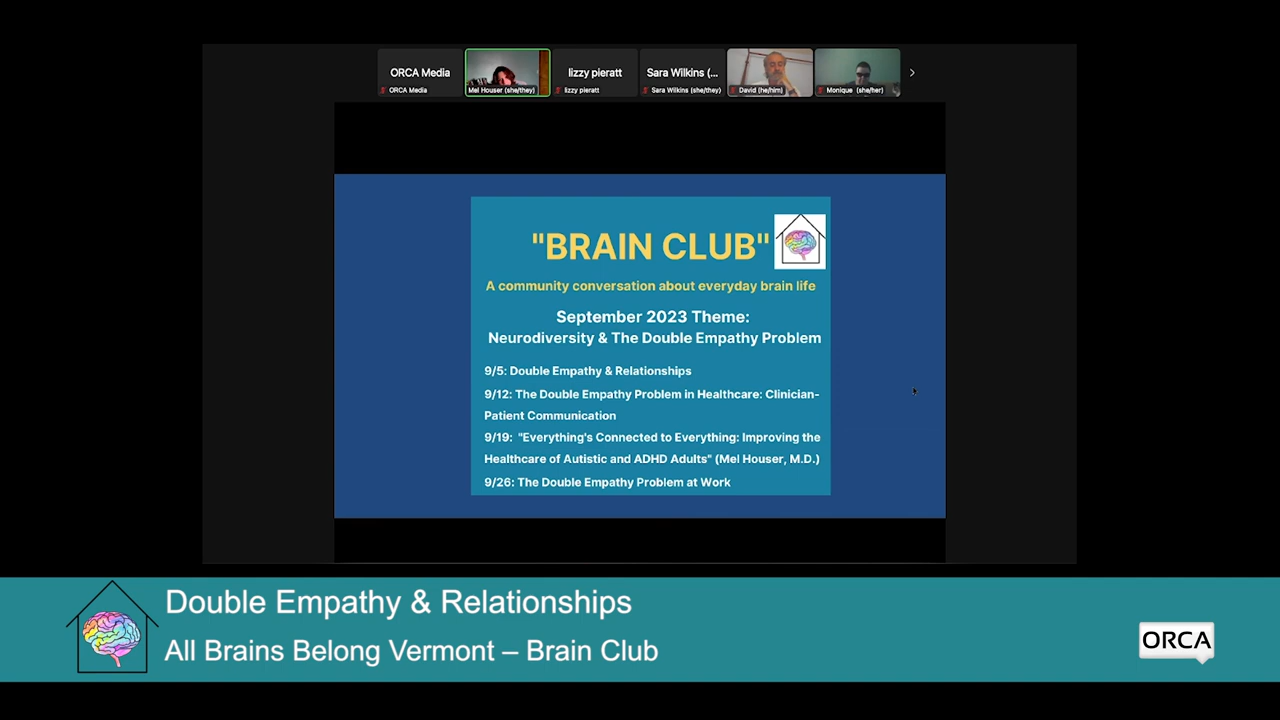 ORCA Media
lizzy pieratt
Sara Wilkins (...
ORCA Media
Mel Houser (she/they)
lizzy pieratt
Sara Wilkins (she/they)
David (he/him)
Monique (she/her)
"BRAIN CLUB"
A community conversation about everyday brain life
September 2023 Theme:
Neurodiversity & The Double Empathy Problem
9/5: Double Empathy & Relationships
9/12: The Double Empathy Problem in Healthcare: Clinician-
Patient Communication
9/19: "Everything's Connected to Everything: Improving the
Healthcare of Autistic and ADHD Adults" (Mel Houser, M.D.)
9/26: The Double Empathy Problem at Work
Double Empathy & Relationships
All Brains Belong Vermont – Brain Club
ORCA